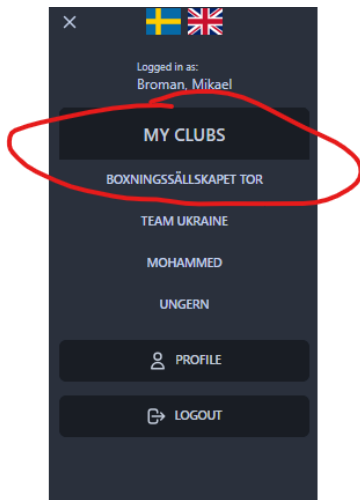 Logged in as:
Broman, Mikael
MY CLUBS
BOXNINGSSÄLLSKAPET TOR
TEAM UKRAINE
MOHAMMED
UNGERN
PROFILE
LOGOUT